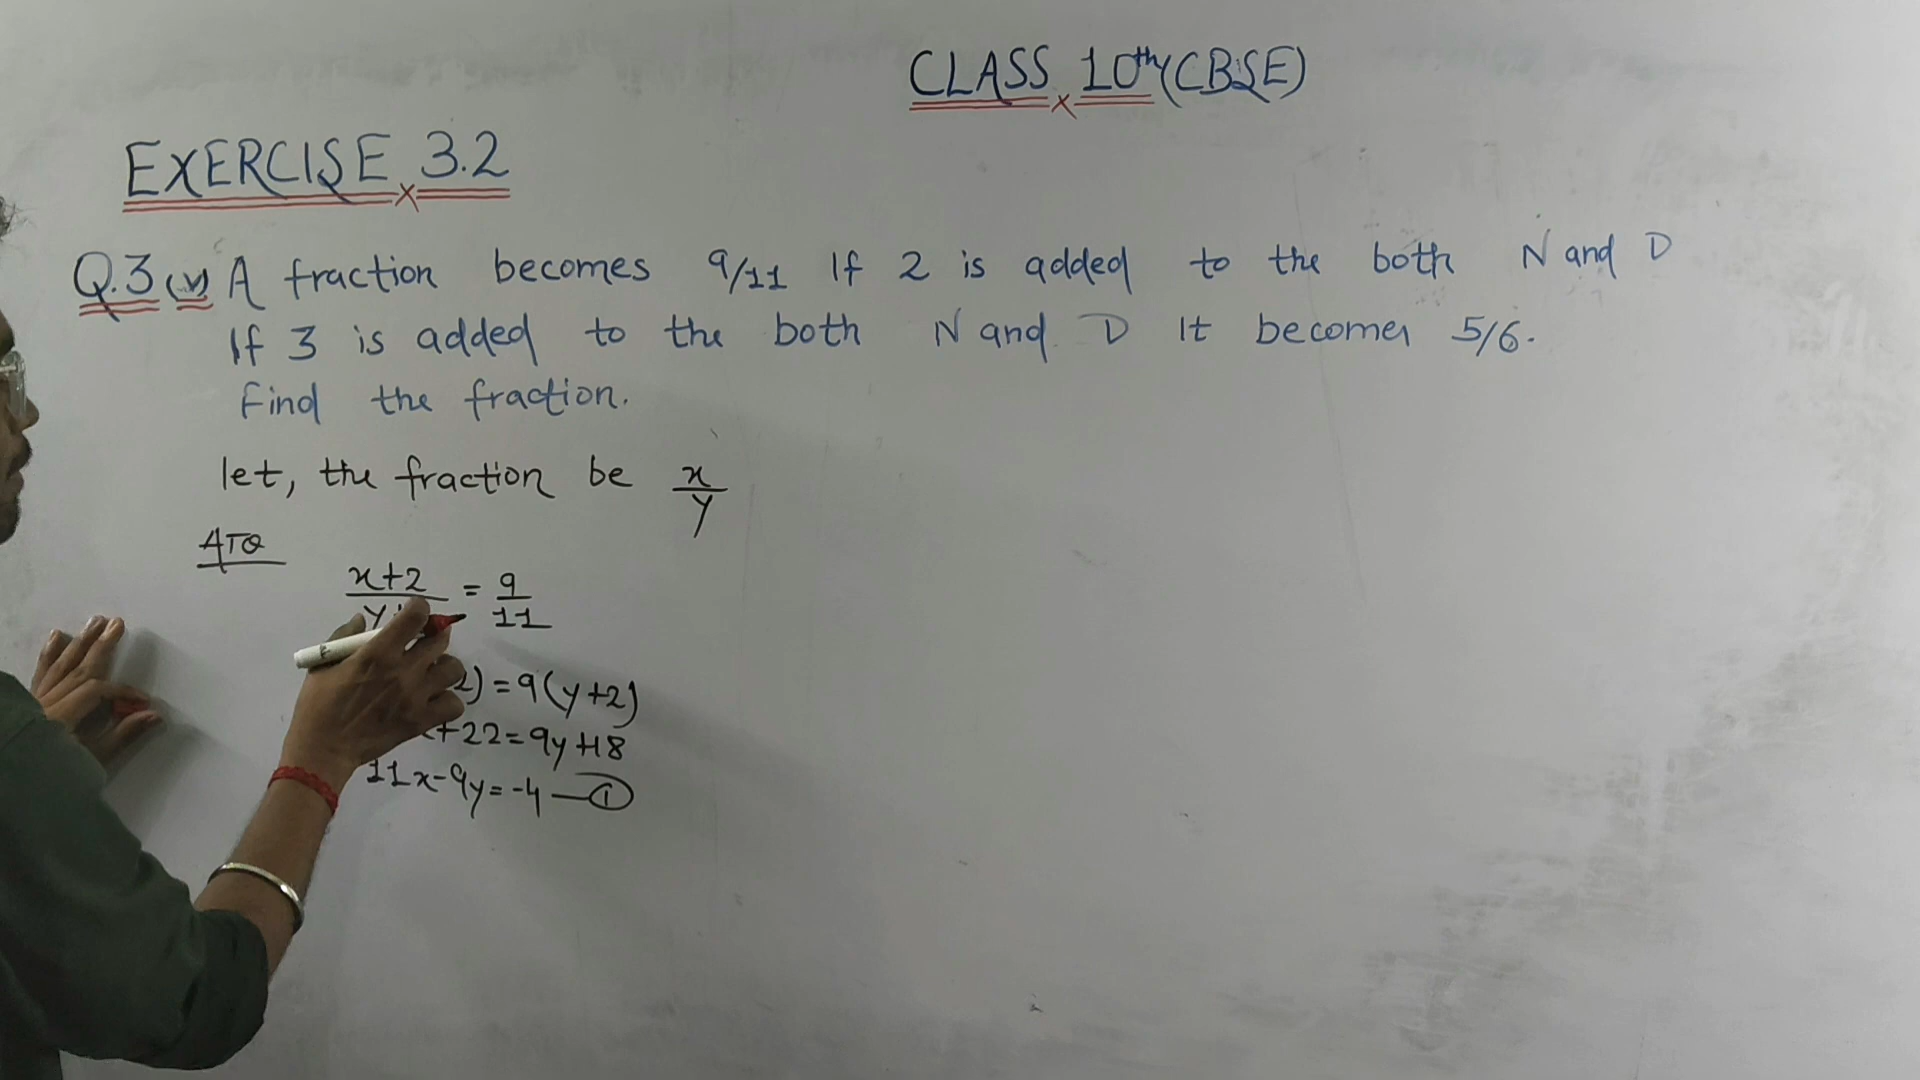 CLASS 10th (CBSE)
EXERCISE 3.2
Q.3 (v) A fraction becomes 9/11 If 2 is added to the both N and D
If 3 is added to the both N and D It becomes 5/6.
Find the fraction.
let, the fraction be x/y
ATQ
x+2 = 9
y+ 11
2) = 9(y+2)
+22 = 9y+18
11x-9y = -4 — ①